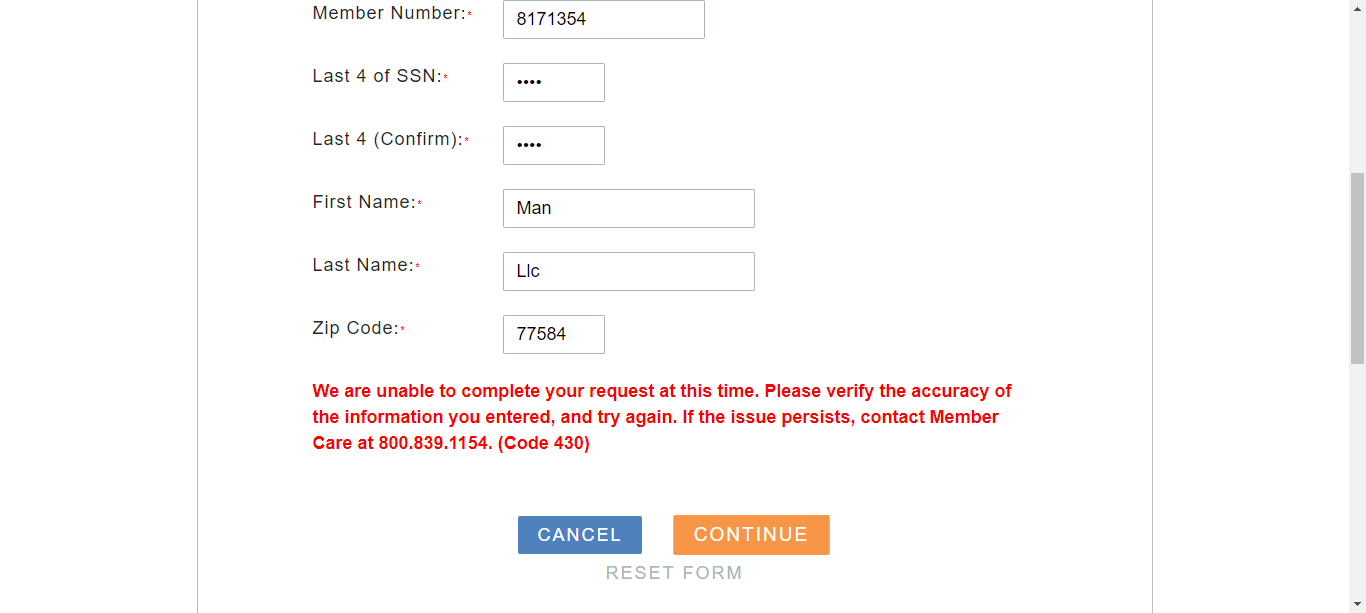 Member Number:* 8171354
Last 4 of SSN:* ••••
Last 4 (Confirm):* ••••
First Name:* Man
Last Name:* Llc
Zip Code:* 77584
We are unable to complete your request at this time. Please verify the accuracy of
the information you entered, and try again. If the issue persists, contact Member
Care at 800.839.1154. (Code 430)
CANCEL CONTINUE
RESET FORM